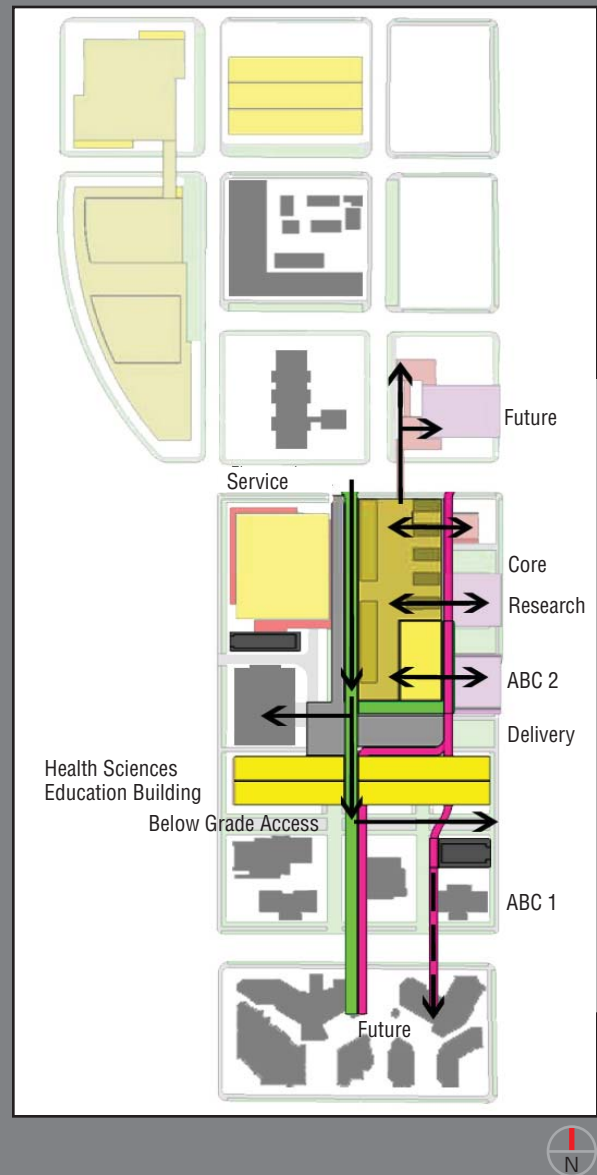 Future
Service
Core
Research
ABC 2
Delivery
Health Sciences
Education Building
Below Grade Access
ABC 1
Future
N